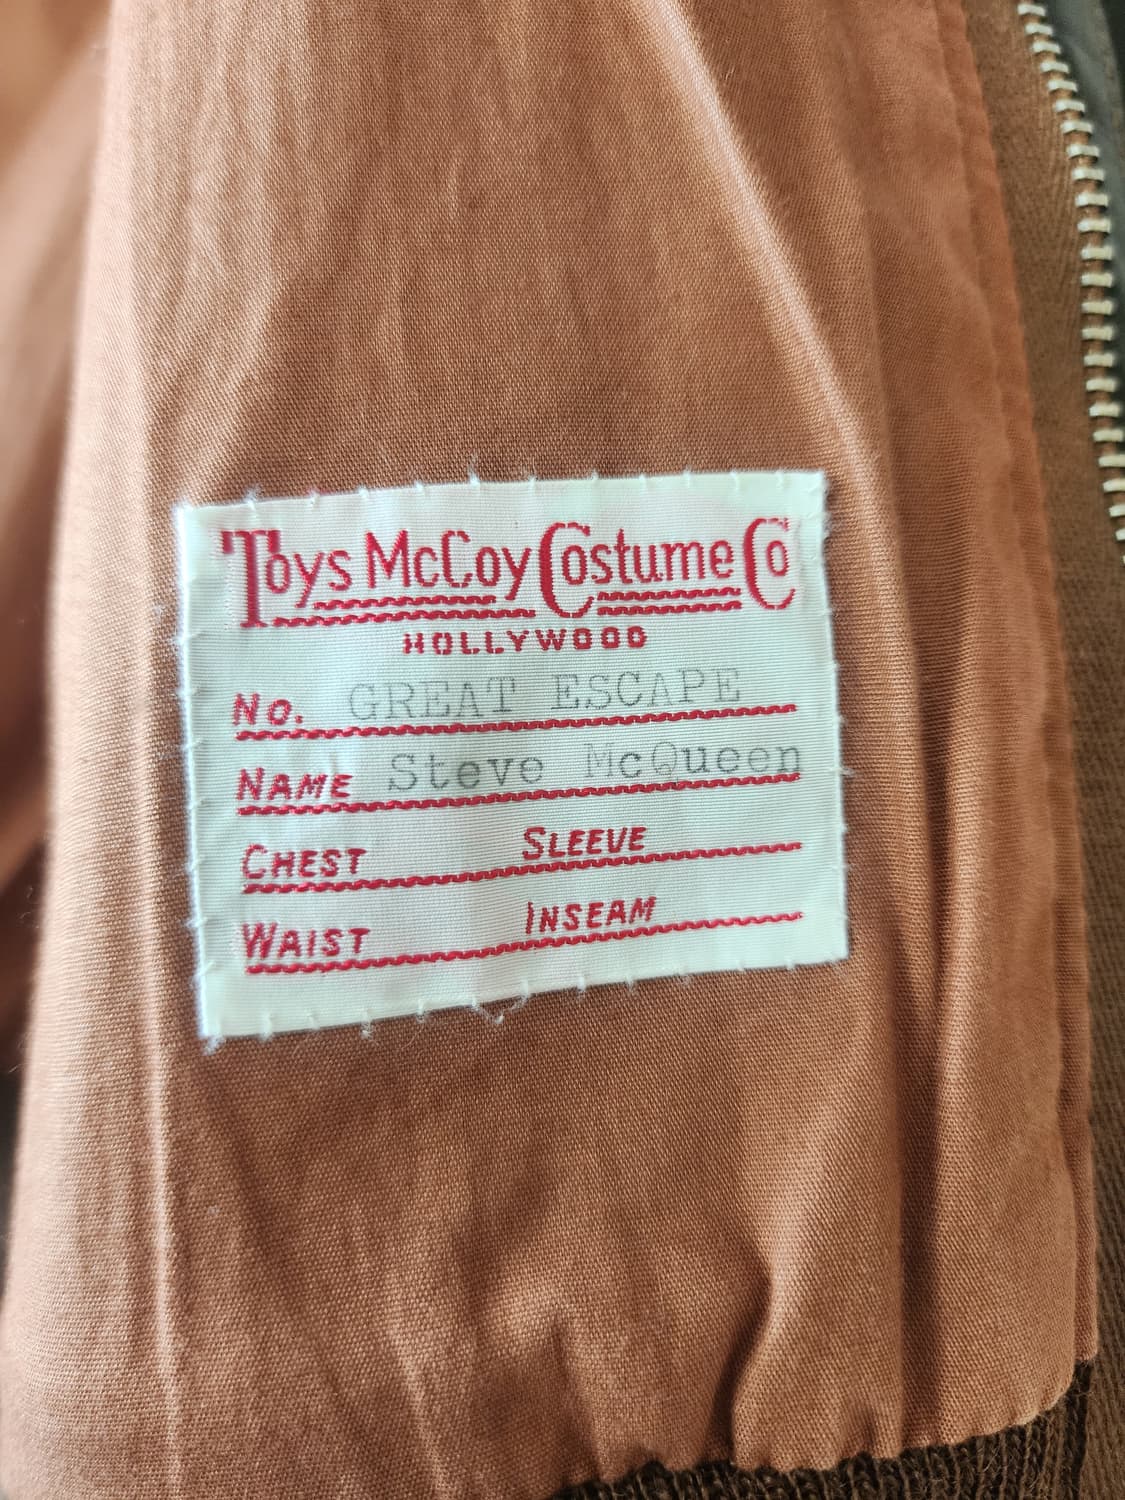 Toys McCoy Costume Co
HOLLYWOOD
No. GREAT ESCAPE
NAME Steve McQueen
CHEST SLEEVE
WAIST INSEAM